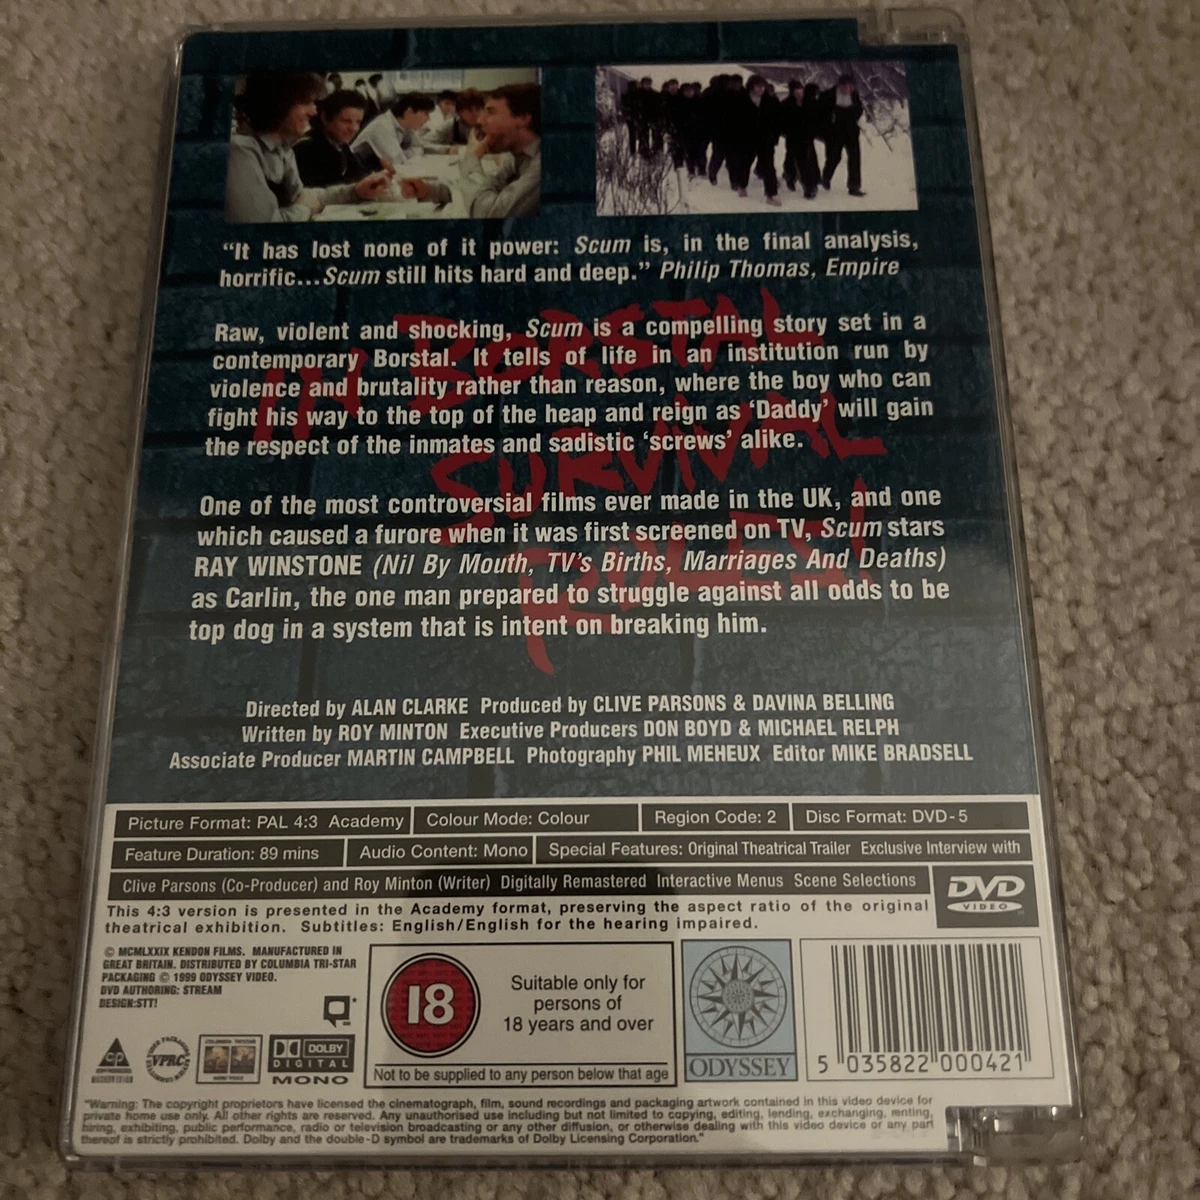 “It has lost none of it power: Scum is, in the final analysis,
horrific...Scum still hits hard and deep.” Philip Thomas, Empire
IN BORSTAL
SURVIVAL
RULES!
Raw, violent and shocking, Scum is a compelling story set in a
contemporary Borstal. It tells of life in an institution run by
violence and brutality rather than reason, where the boy who can
fight his way to the top of the heap and reign as ‘Daddy’ will gain
the respect of the inmates and sadistic ‘screws’ alike.
One of the most controversial films ever made in the UK, and one
which caused a furore when it was first screened on TV, Scum stars
RAY WINSTONE (Nil By Mouth, TV’s Births, Marriages And Deaths)
as Carlin, the one man prepared to struggle against all odds to be
top dog in a system that is intent on breaking him.
Directed by ALAN CLARKE Produced by CLIVE PARSONS & DAVINA BELLING
Written by ROY MINTON Executive Producers DON BOYD & MICHAEL RELPH
Associate Producer MARTIN CAMPBELL Photography PHIL MEHEUX Editor MIKE BRADSELL
Picture Format: PAL 4:3 Academy Colour Mode: Colour Region Code: 2 Disc Format: DVD-5
Feature Duration: 89 mins Audio Content: Mono Special Features: Original Theatrical Trailer Exclusive Interview with
Clive Parsons (Co-Producer) and Roy Minton (Writer) Digitally Remastered Interactive Menus Scene Selections
DVD
VIDEO
This 4:3 version is presented in the Academy format, preserving the aspect ratio of the original
theatrical exhibition. Subtitles: English/English for the hearing impaired.
© MCMLXXIX KENDON FILMS. MANUFACTURED IN
GREAT BRITAIN. DISTRIBUTED BY COLUMBIA TRI-STAR
PACKAGING © 1999 ODYSSEY VIDEO.
DVD AUTHORING: STREAM
DESIGN:STT!
CP
VPRC
DOLBY
DIGITAL
MONO
18
Suitable only for
persons of
18 years and over
Not to be supplied to any person below that age
ODYSSEY
5 035822 000421
"Warning: The copyright proprietors have licensed the cinematograph, film, sound recordings and packaging artwork contained in this video device for
private home use only. All other rights are reserved. Any unauthorised use including but not limited to copying, editing, lending, exchanging, renting,
hiring, exhibiting, public performance, radio or television broadcasting or any other diffusion, or otherwise dealing with this video device or any part
thereof is strictly prohibited. Dolby and the double-D symbol are trademarks of Dolby Licensing Corporation."